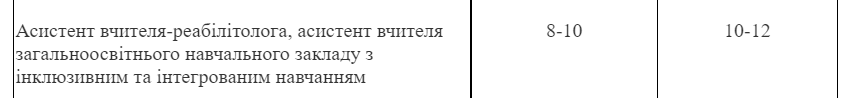 Асистент вчителя-реабілітолога, асистент вчителя 8-10 10-12
загальноосвітнього навчального закладу з
інклюзивним та інтегрованим навчанням